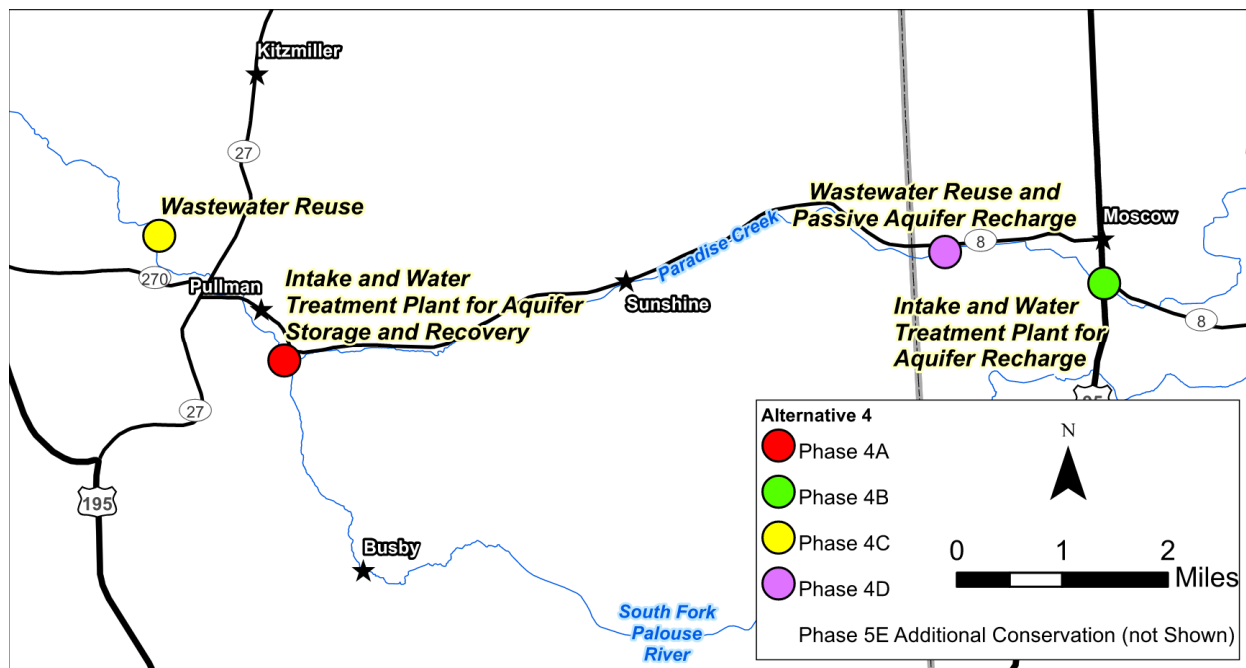 Kitzmiller
27
Wastewater Reuse
Wastewater Reuse and
Passive Aquifer Recharge
Moscow
8
270
Pullman
Intake and Water
Treatment Plant for Aquifer
Storage and Recovery
Paradise Creek
Sunshine
Intake and Water
Treatment Plant for
Aquifer Recharge
8
27
195
Busby
South Fork
Palouse
River
Alternative 4
Phase 4A
Phase 4B
Phase 4C
Phase 4D
Phase 5E Additional Conservation (not Shown)
N
0 1 2
Miles